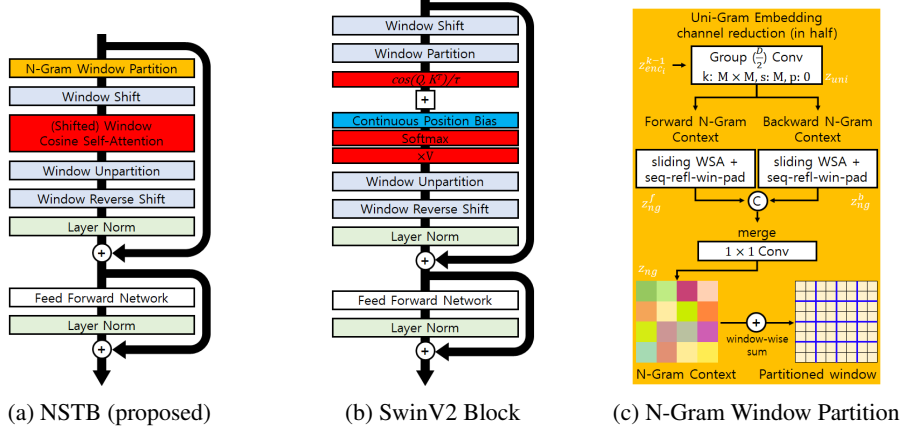 N-Gram Window Partition
Window Shift
(Shifted) Window
Cosine Self-Attention
Window Unpartition
Window Reverse Shift
Layer Norm
+
Feed Forward Network
Layer Norm
+
(a) NSTB (proposed)
Window Shift
Window Partition
cos(Q, K^T)/τ
+
Continuous Position Bias
Softmax
×V
Window Unpartition
Window Reverse Shift
Layer Norm
+
Feed Forward Network
Layer Norm
+
(b) SwinV2 Block
Uni-Gram Embedding
channel reduction (in half)
z_{enc_i}^{k-1}
Group (D/2) Conv
k: M × M, s: M, p: 0
z_{uni}
Forward N-Gram
Context
Backward N-Gram
Context
sliding WSA +
seq-refl-win-pad
sliding WSA +
seq-refl-win-pad
z_{ng}^{f}
C
z_{ng}^{b}
merge
1 × 1 Conv
z_{ng}
+
window-wise
sum
N-Gram Context
Partitioned window
(c) N-Gram Window Partition